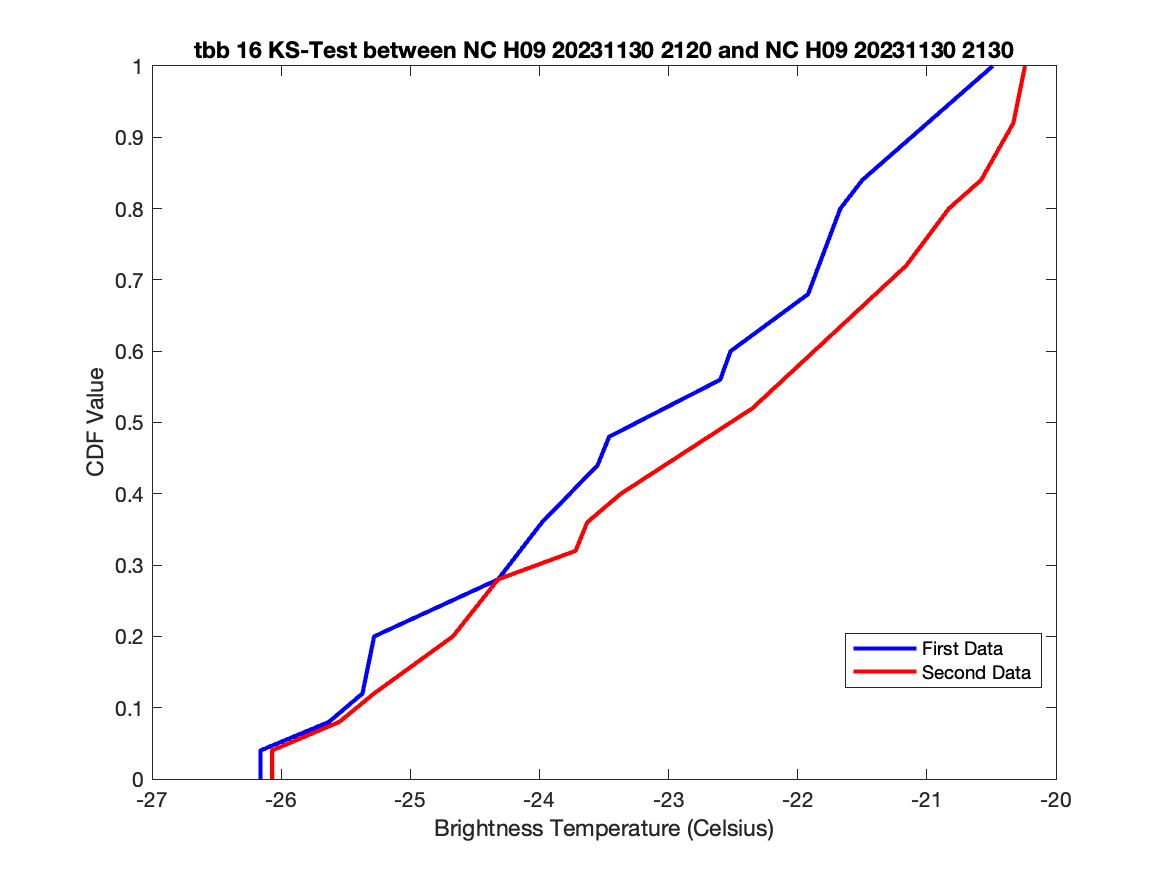 tbb 16 KS-Test between NC H09 20231130 2120 and NC H09 20231130 2130
1
0.9
0.8
0.7
0.6
0.5
0.4
0.3
0.2
0.1
0
CDF Value
First Data
Second Data
-27 -26 -25 -24 -23 -22 -21 -20
Brightness Temperature (Celsius)